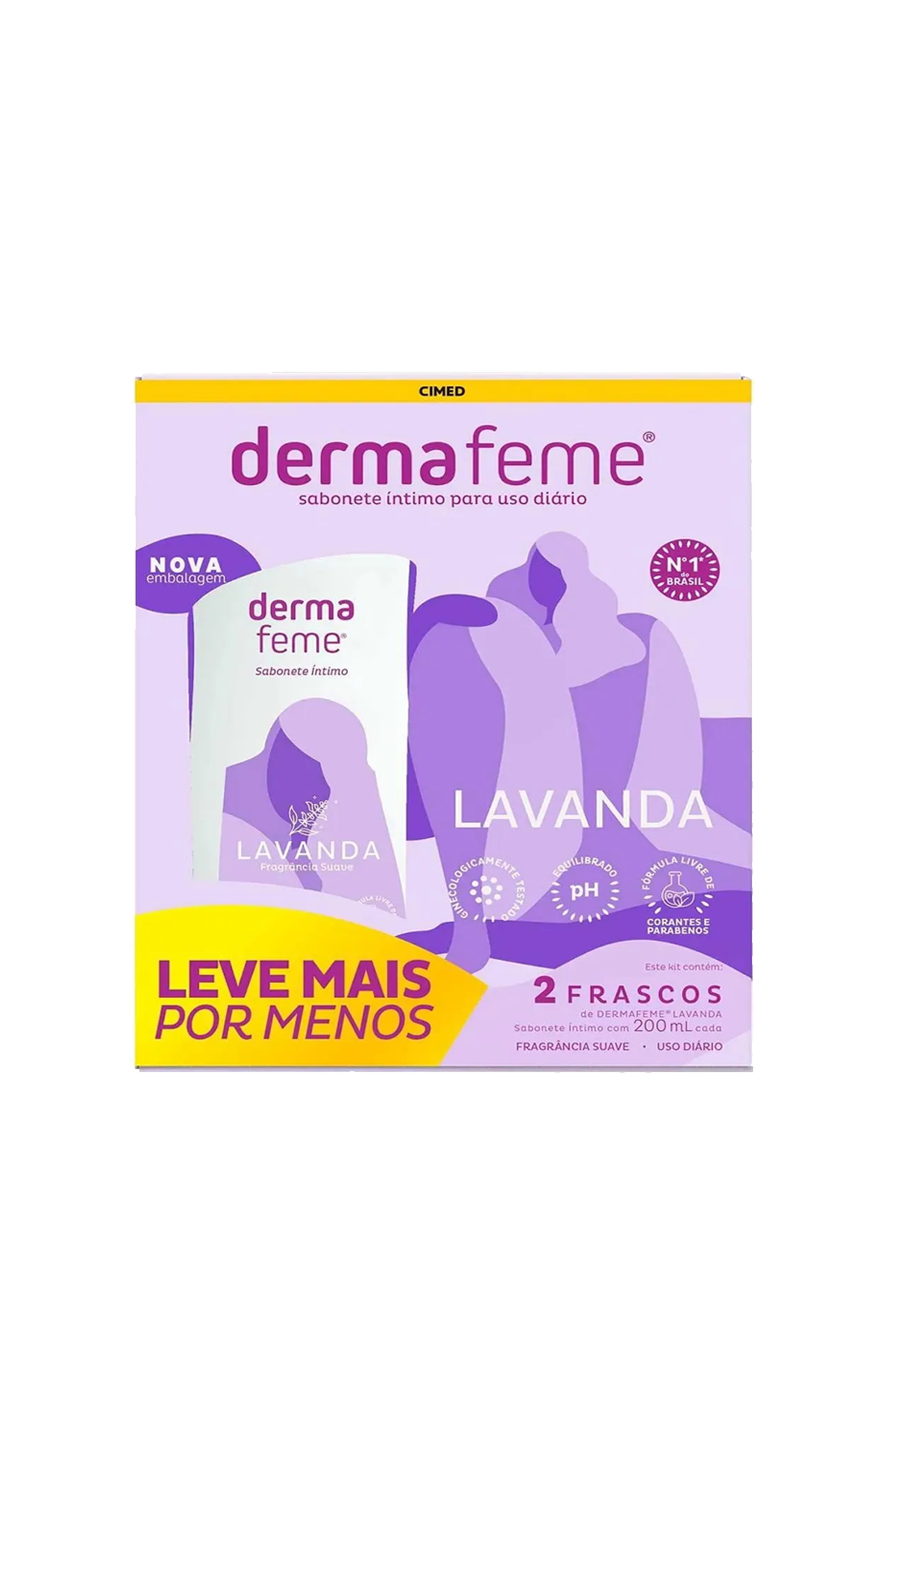 CIMED
dermafeme®
sabonete íntimo para uso diário
NOVA
embalagem
N°1*
do
BRASIL
derma
feme®
Sabonete Íntimo
LAVANDA
Fragrância Suave
LAVANDA
GINECOLOGICAMENTE TESTADO
EQUILIBRADO
pH
FÓRMULA LIVRE DE
CORANTES E
PARABENOS
LEVE MAIS
POR MENOS
Este kit contém:
2 FRASCOS
de DERMAFEME® LAVANDA
Sabonete íntimo com 200 mL cada
FRAGRÂNCIA SUAVE • USO DIÁRIO